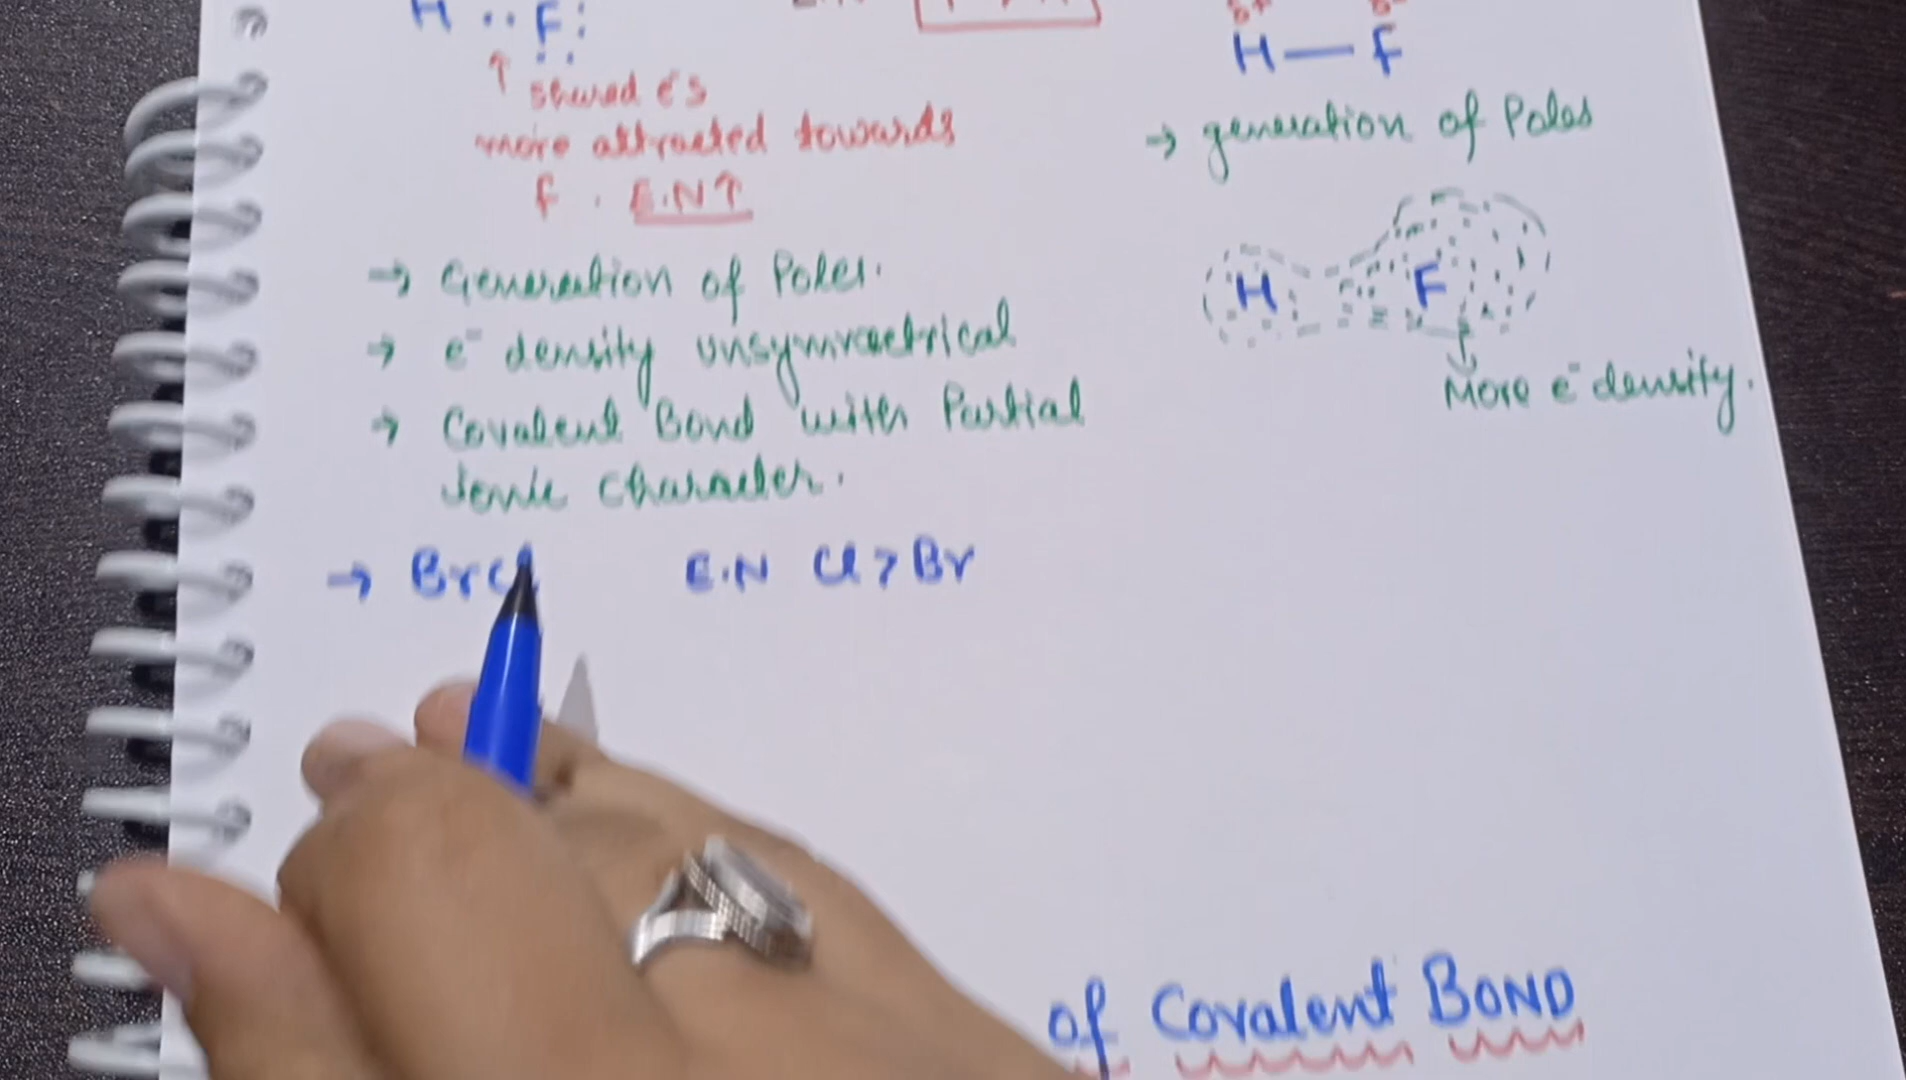 H ·· F:
δ+ δ-
H — F
↑ shared e's
more attracted towards
F . E.N↑
→ generation of Poles
→ Generation of Poles.
→ e⁻ density unsymmetrical
→ Covalent Bond with Partial
ionic character.
H F
More e⁻ density.
→ BrCl E.N Cl > Br
of Covalent BOND